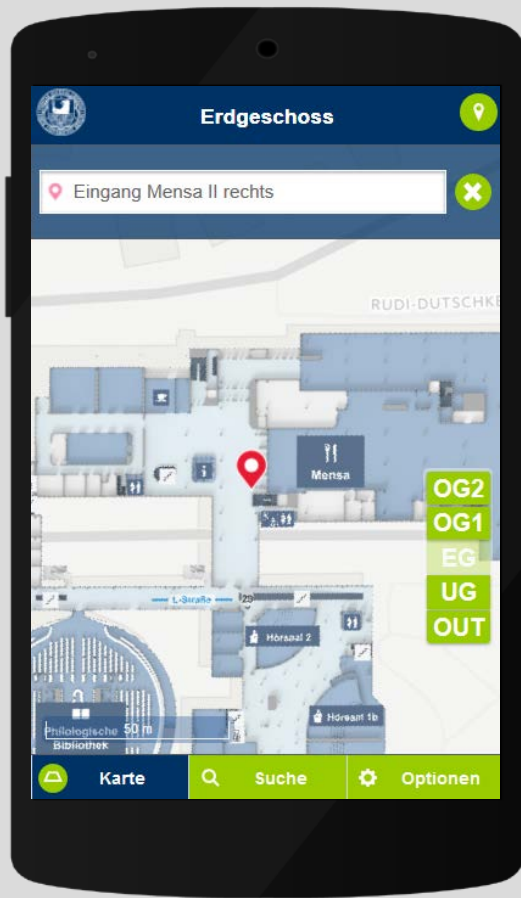 Erdgeschoss
Eingang Mensa II rechts
RUDI-DUTSCHKE
Mensa
OG2
OG1
EG
UG
OUT
L-Straße
29
Hörsaal 2
Hörsaal 1b
Philologische
Bibliothek
50 m
Karte
Suche
Optionen